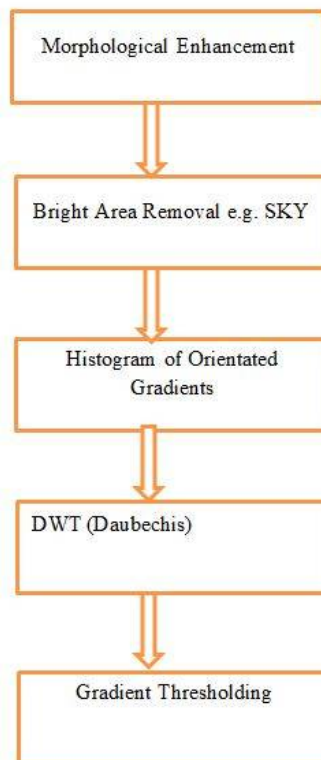 Morphological Enhancement
Bright Area Removal e.g. SKY
Histogram of Orientated
Gradients
DWT (Daubechis)
Gradient Thresholding